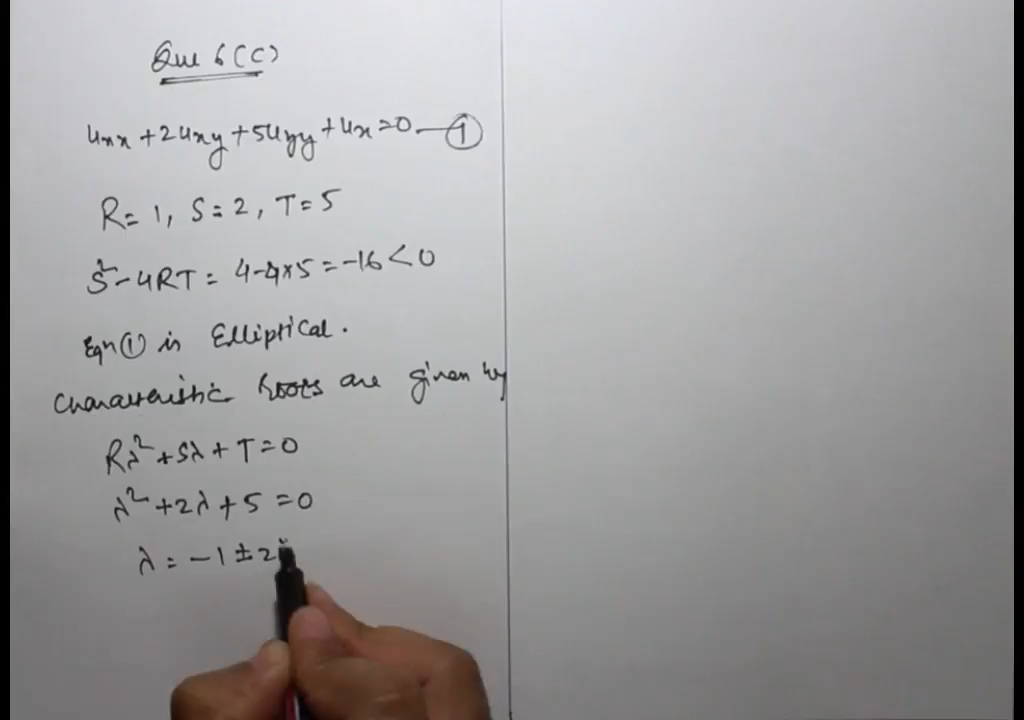 Que 6 (C)
uxx + 2uxy + 5uyy + ux = 0 — ①
R = 1, S = 2, T = 5
S² - 4RT = 4 - 4×5 = -16 < 0
Eqn ① is Elliptical.
Characteristic Roots are given by
Rλ² + Sλ + T = 0
λ² + 2λ + 5 = 0
λ = -1 ± 2i